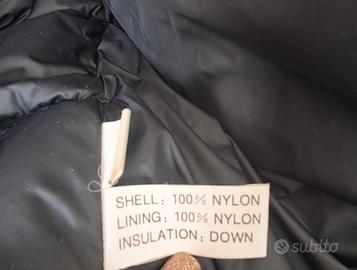 SHELL: 100% NYLON
LINING: 100% NYLON
INSULATION: DOWN
subito